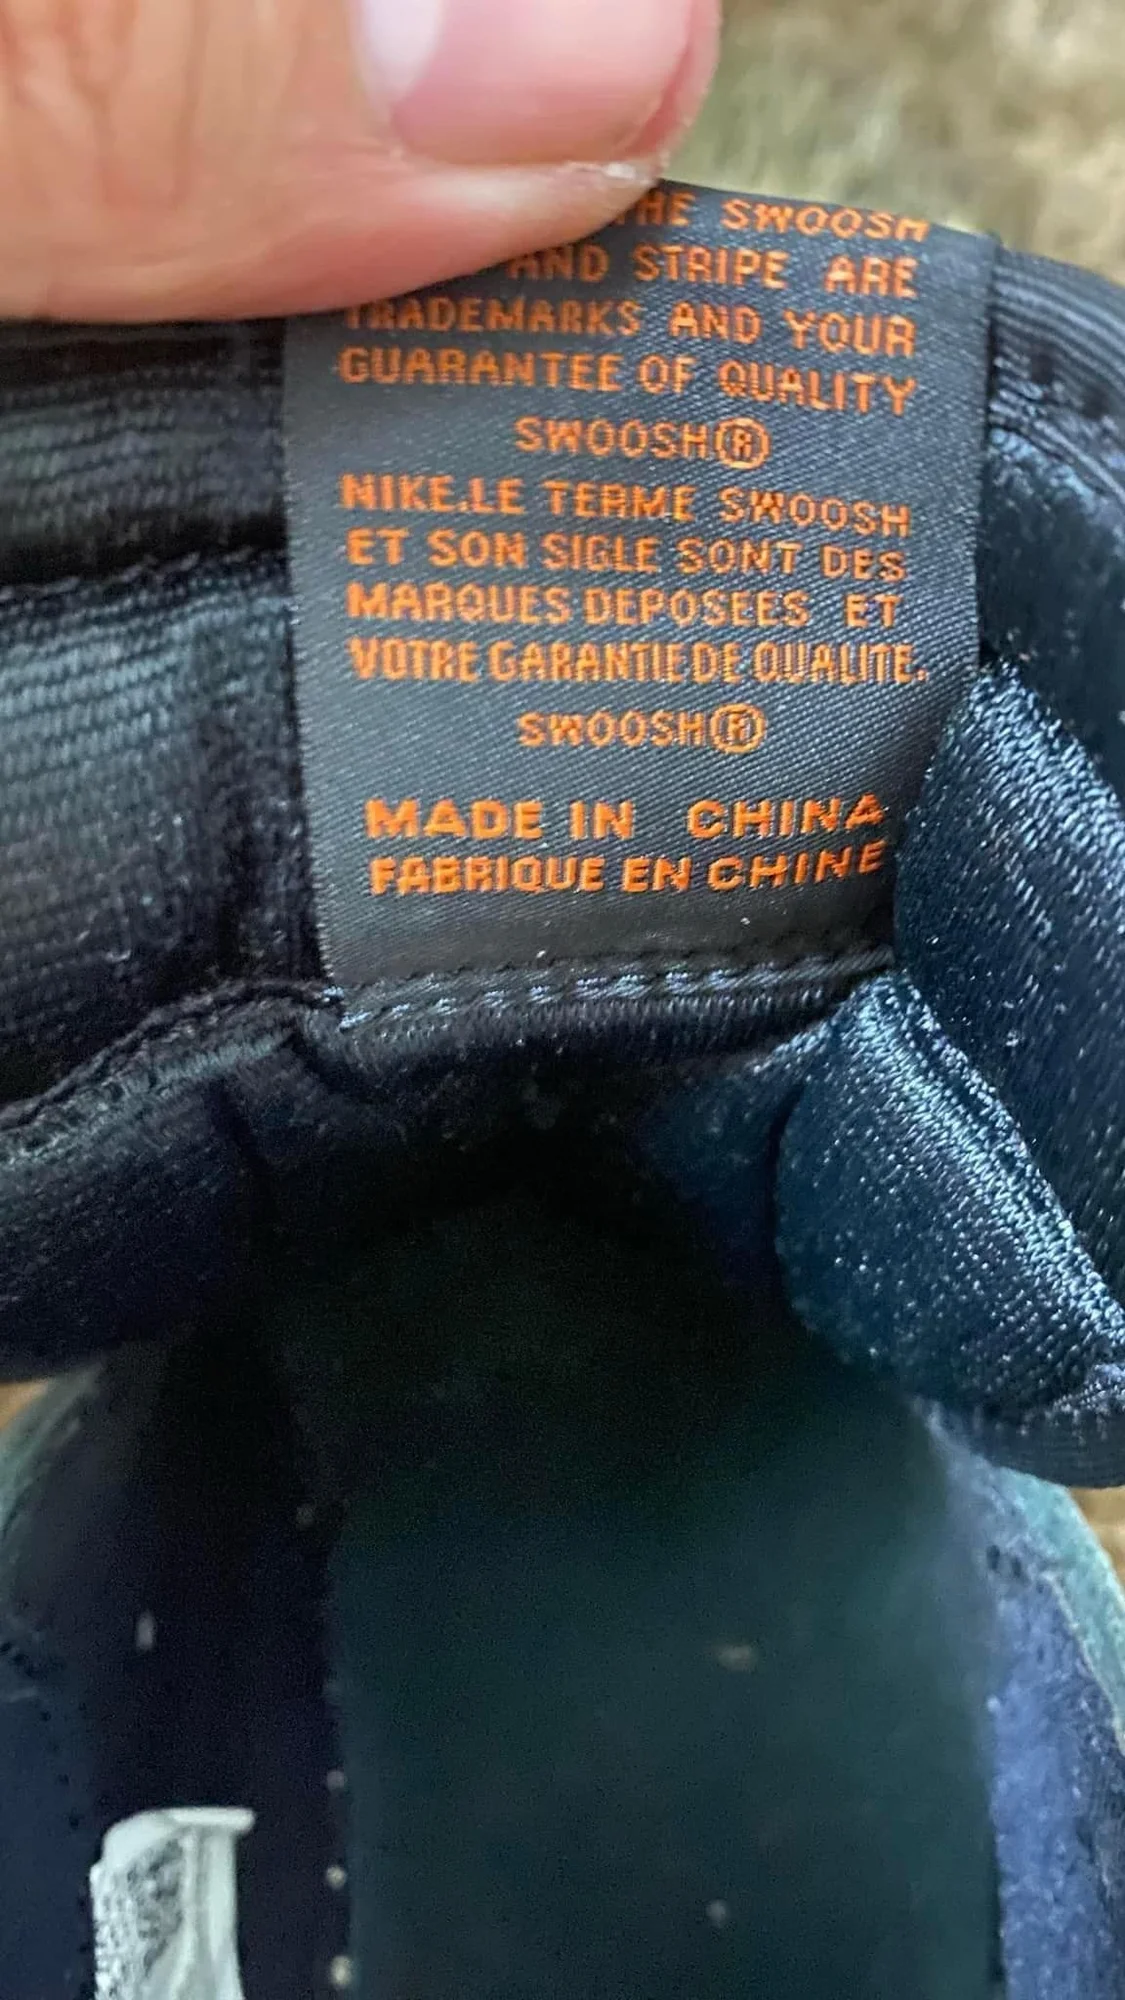 THE SWOOSH
AND STRIPE ARE
TRADEMARKS AND YOUR
GUARANTEE OF QUALITY
SWOOSH®
NIKE.LE TERME SWOOSH
ET SON SIGLE SONT DES
MARQUES DEPOSEES ET
VOTRE GARANTIE DE QUALITE.
SWOOSH®
MADE IN CHINA
FABRIQUE EN CHINE